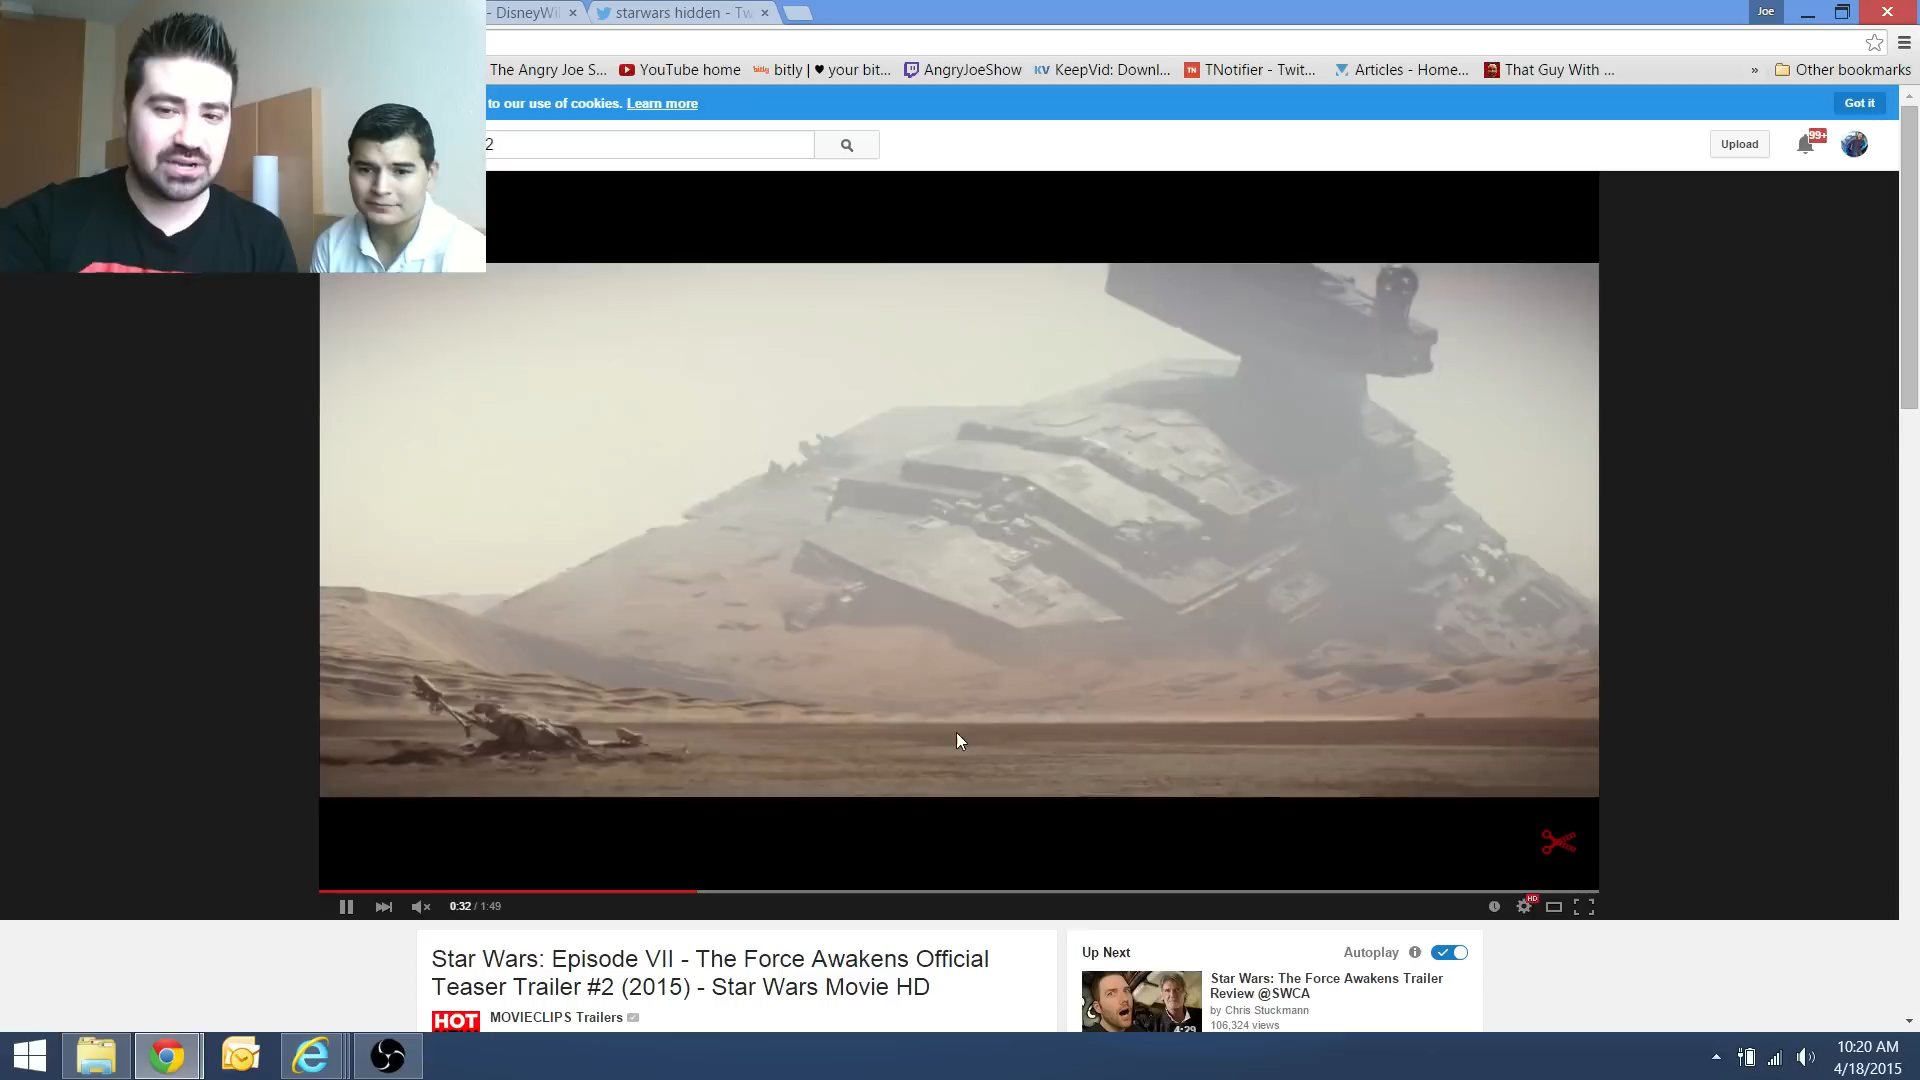 - DisneyWi
starwars hidden - Tw
Joe
The Angry Joe S...
YouTube home
bitly
bitly | ♥ your bit...
AngryJoeShow
KV
KeepVid: Downl...
TN
TNotifier - Twit...
Articles - Home...
That Guy With ...
»
Other bookmarks
to our use of cookies. Learn more
Got it
2
Upload
99+
HD
0:32 / 1:49
Star Wars: Episode VII - The Force Awakens Official
Teaser Trailer #2 (2015) - Star Wars Movie HD
HOT
MOVIECLIPS Trailers
Up Next
Autoplay
Star Wars: The Force Awakens Trailer
Review @SWCA
by Chris Stuckmann
106,324 views
4:29
10:20 AM
4/18/2015